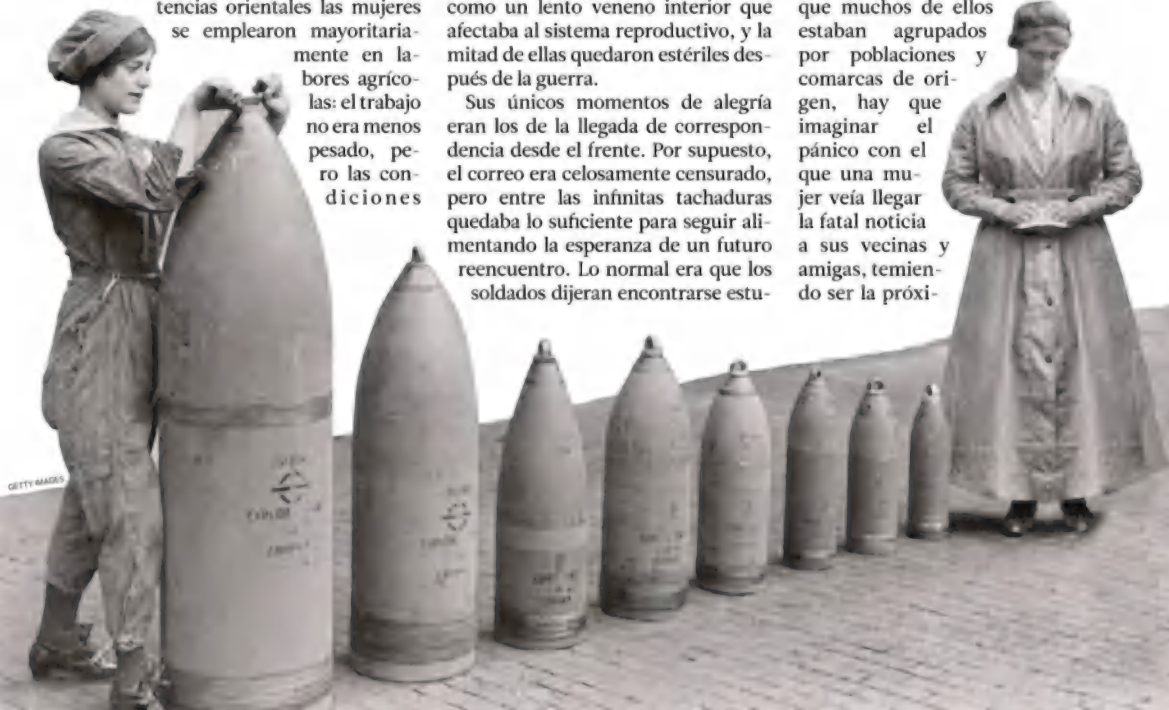 tencias orientales las mujeres
se emplearon mayoritaria-
mente en la-
bores agríco-
las: el trabajo
no era menos
pesado, pe-
ro las con-
diciones
como un lento veneno interior que
afectaba al sistema reproductivo, y la
mitad de ellas quedaron estériles des-
pués de la guerra.
Sus únicos momentos de alegría
eran los de la llegada de correspon-
dencia desde el frente. Por supuesto,
el correo era celosamente censurado,
pero entre las infinitas tachaduras
quedaba lo suficiente para seguir ali-
mentando la esperanza de un futuro
reencuentro. Lo normal era que los
soldados dijeran encontrarse estu-
que muchos de ellos
estaban agrupados
por poblaciones y
comarcas de ori-
gen, hay que
imaginar el
pánico con el
que una mu-
jer veía llegar
la fatal noticia
a sus vecinas y
amigas, temien-
do ser la próxi-
GETTY IMAGES